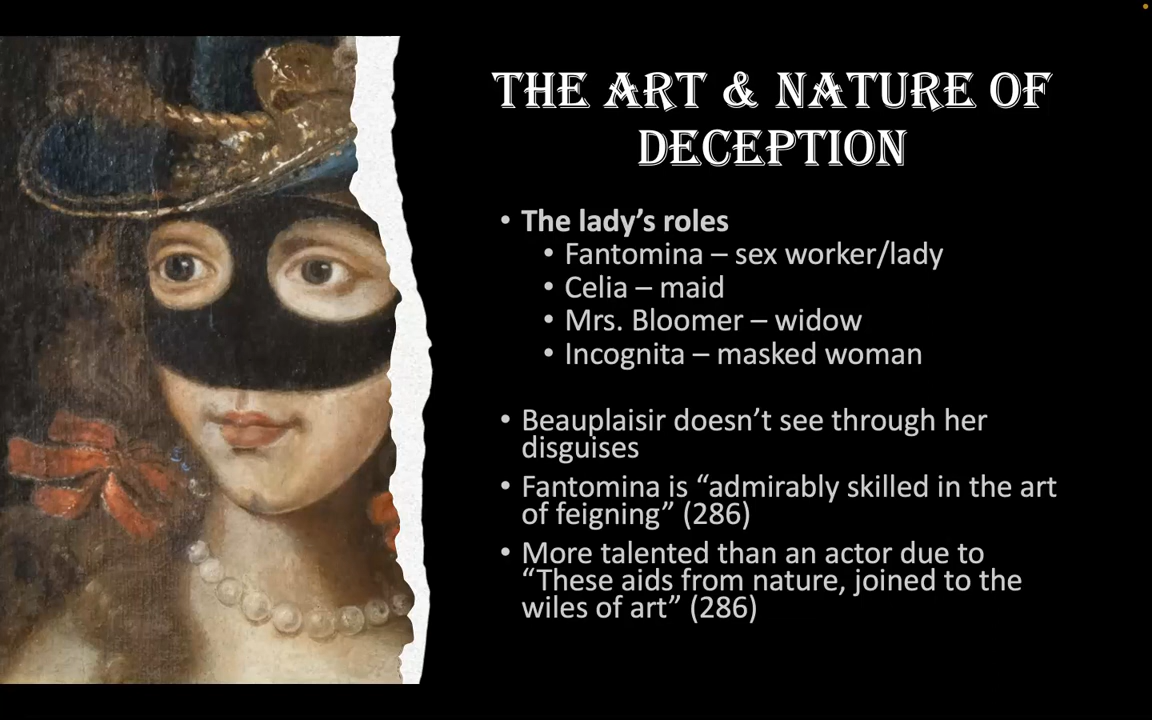 THE ART & NATURE OF
DECEPTION
• The lady’s roles
• Fantomina – sex worker/lady
• Celia – maid
• Mrs. Bloomer – widow
• Incognita – masked woman
• Beauplaisir doesn’t see through her
disguises
• Fantomina is “admirably skilled in the art
of feigning” (286)
• More talented than an actor due to
“These aids from nature, joined to the
wiles of art” (286)